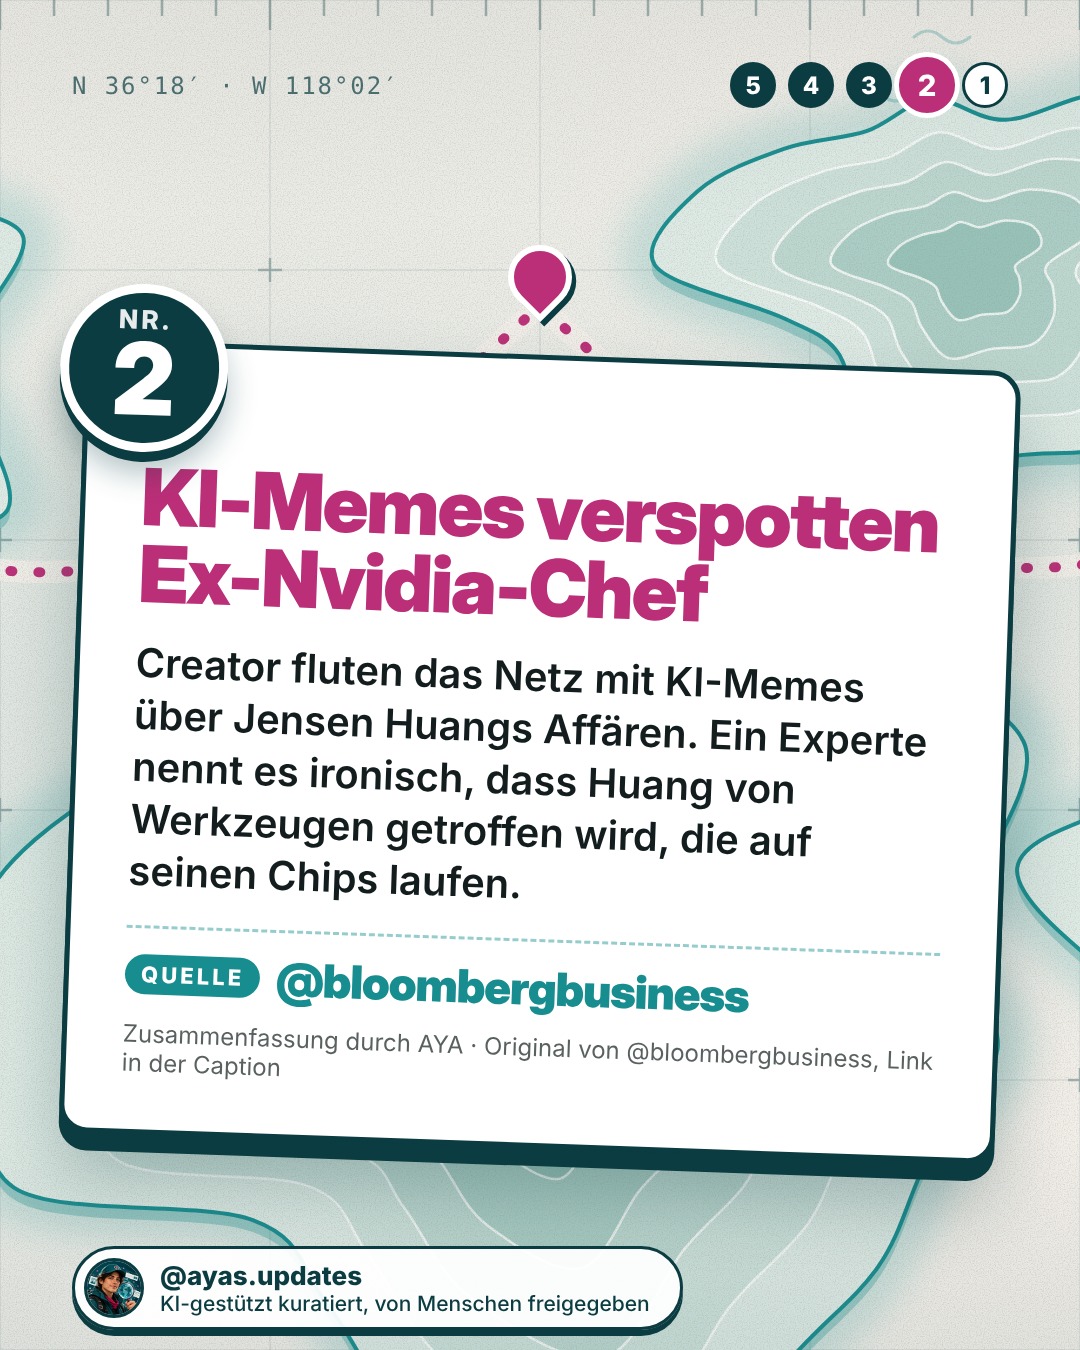 N 36°18′ · W 118°02′
5 4 3 2 1
NR.
2
KI-Memes verspotten
Ex-Nvidia-Chef
Creator fluten das Netz mit KI-Memes
über Jensen Huangs Affären. Ein Experte
nennt es ironisch, dass Huang von
Werkzeugen getroffen wird, die auf
seinen Chips laufen.
QUELLE @bloombergbusiness
Zusammenfassung durch AYA · Original von @bloombergbusiness, Link
in der Caption
@ayas.updates
KI-gestützt kuratiert, von Menschen freigegeben